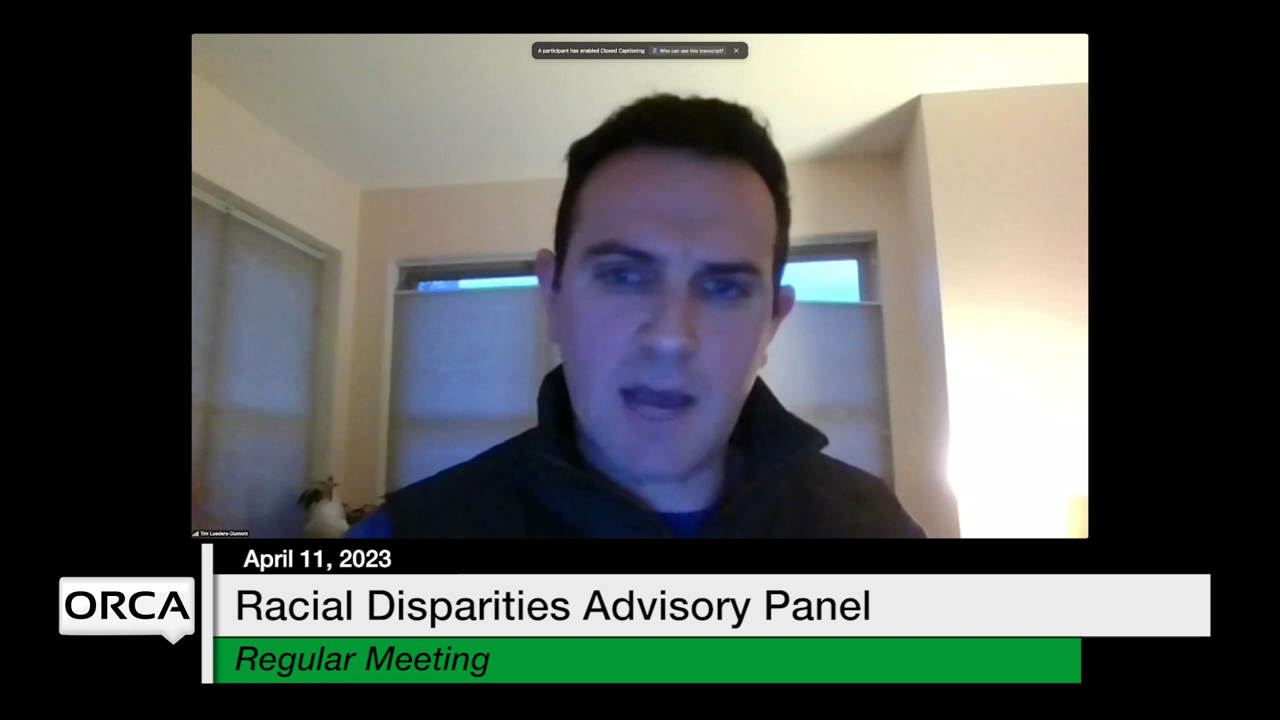 A participant has enabled Closed Captioning Who can see this transcript?
Tim Lueders-Dumont
April 11, 2023
ORCA
Racial Disparities Advisory Panel
Regular Meeting